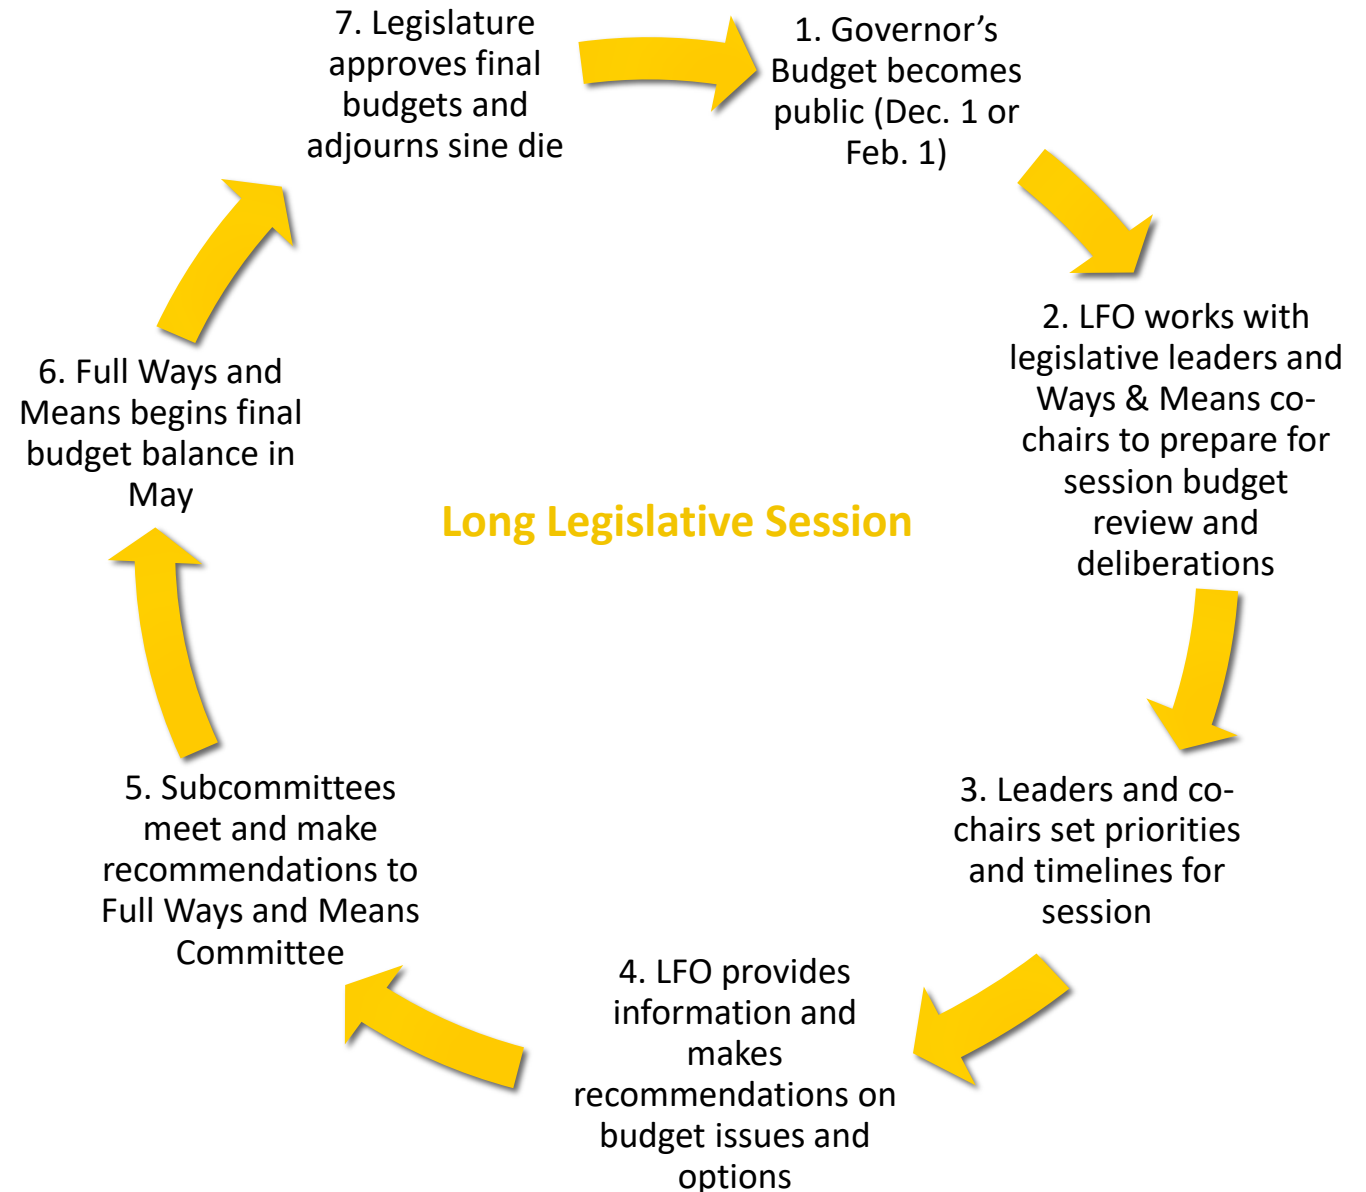 1. Governor’s
Budget becomes
public (Dec. 1 or
Feb. 1)
2. LFO works with
legislative leaders and
Ways & Means co-
chairs to prepare for
session budget
review and
deliberations
3. Leaders and co-
chairs set priorities
and timelines for
session
4. LFO provides
information and
makes
recommendations on
budget issues and
options
5. Subcommittees
meet and make
recommendations to
Full Ways and Means
Committee
6. Full Ways and
Means begins final
budget balance in
May
7. Legislature
approves final
budgets and
adjourns sine die
Long Legislative Session